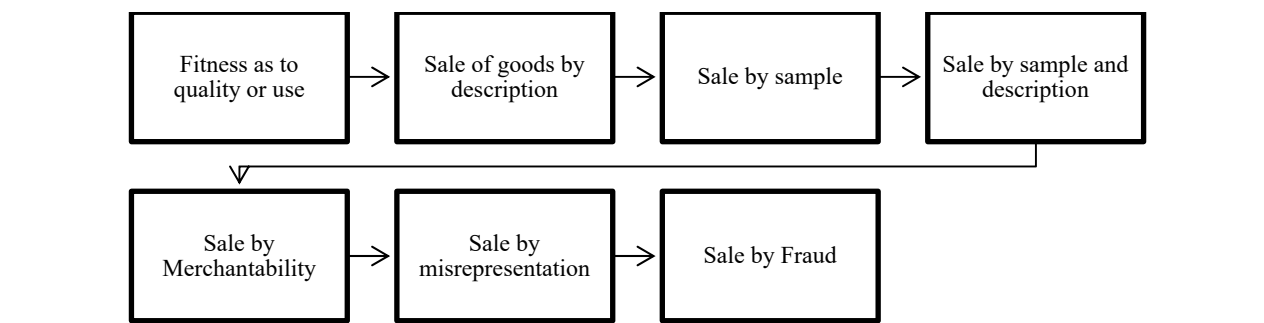 Fitness as to
quality or use
Sale of goods by
description
Sale by sample
Sale by sample and
description
Sale by
Merchantability
Sale by
misrepresentation
Sale by Fraud